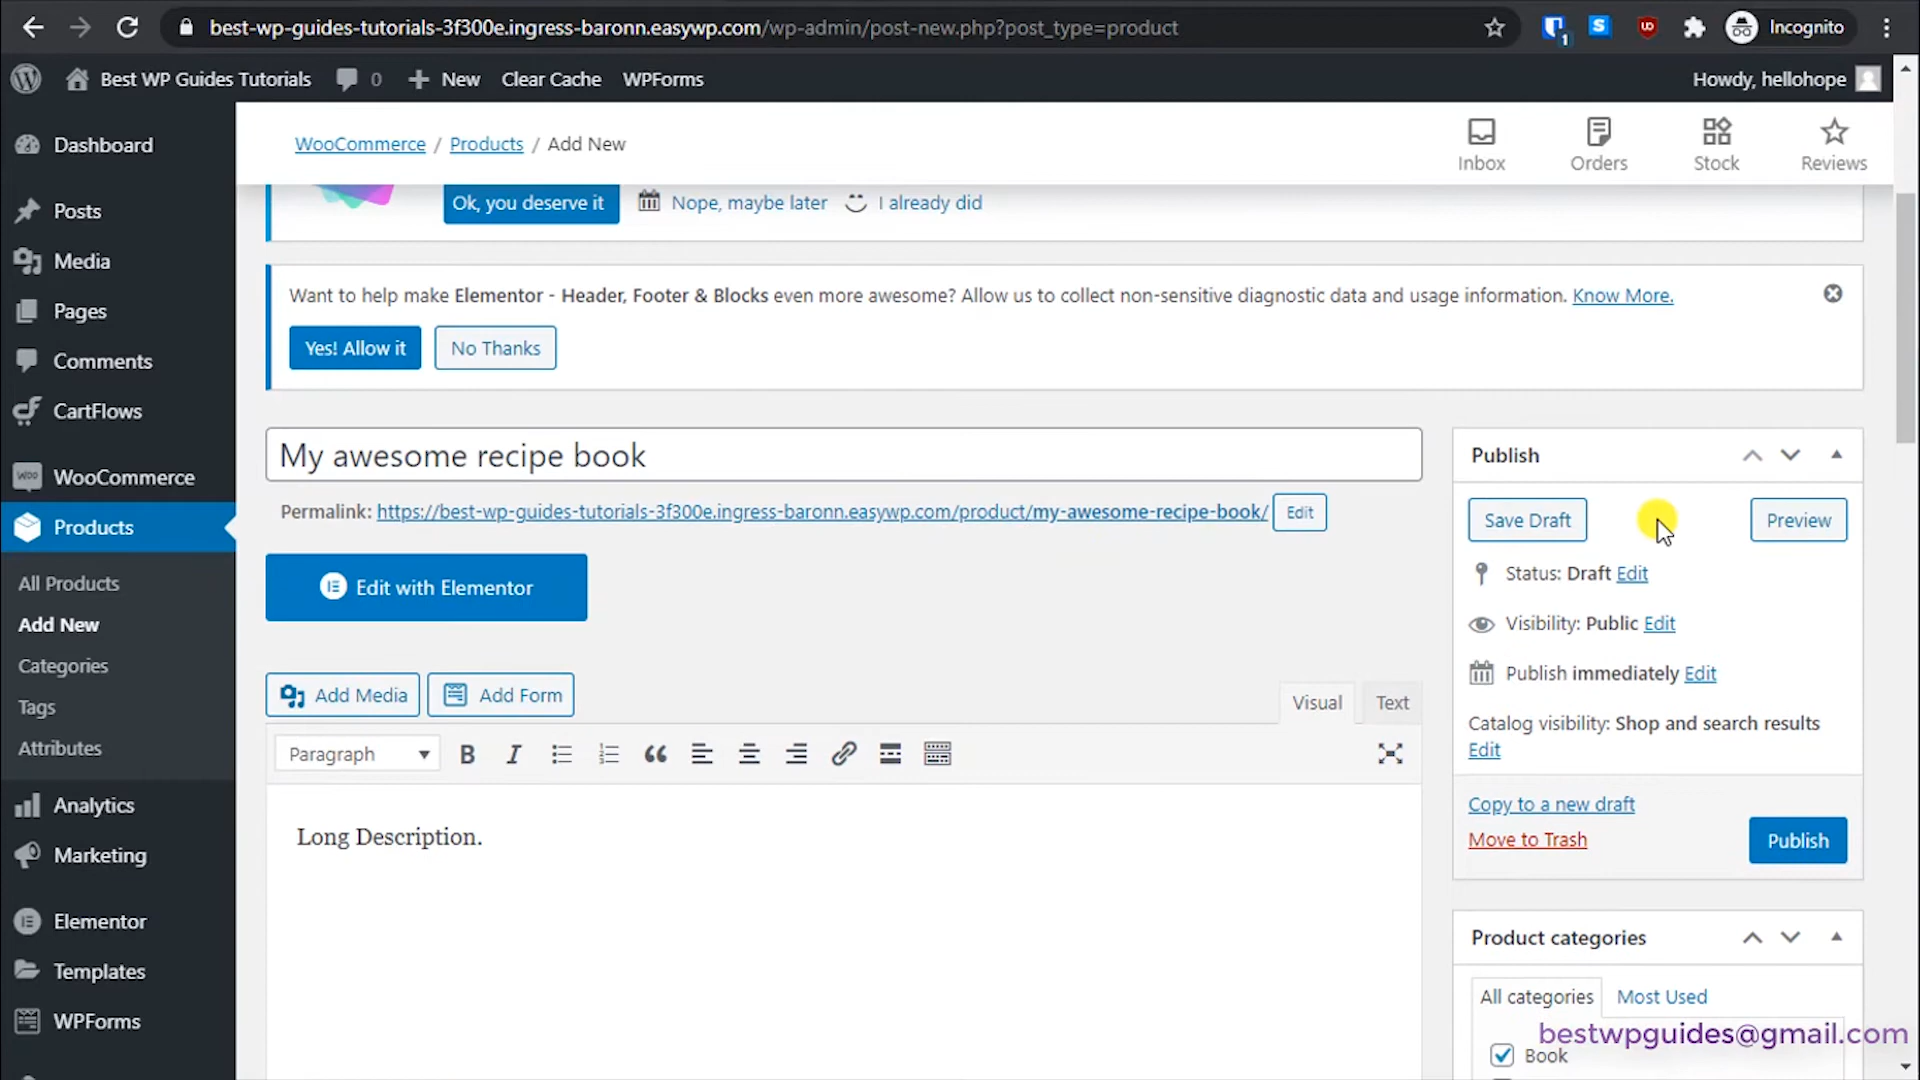 best-wp-guides-tutorials-3f300e.ingress-baronn.easywp.com/wp-admin/post-new.php?post_type=product
1
Incognito
Best WP Guides Tutorials
0
New
Clear Cache
WPForms
Howdy, hellohope
Dashboard
Posts
Media
Pages
Comments
CartFlows
WooCommerce
Products
All Products
Add New
Categories
Tags
Attributes
Analytics
Marketing
Elementor
Templates
WPForms
WooCommerce / Products / Add New
Inbox
Orders
Stock
Reviews
Ok, you deserve it
Nope, maybe later
I already did
Want to help make Elementor - Header, Footer & Blocks even more awesome? Allow us to collect non-sensitive diagnostic data and usage information. Know More.
Yes! Allow it
No Thanks
My awesome recipe book
Permalink: https://best-wp-guides-tutorials-3f300e.ingress-baronn.easywp.com/product/my-awesome-recipe-book/
Edit
Edit with Elementor
Add Media
Add Form
Visual
Text
Paragraph
Long Description.
Publish
Save Draft
Preview
Status: Draft Edit
Visibility: Public Edit
Publish immediately Edit
Catalog visibility: Shop and search results
Edit
Copy to a new draft
Move to Trash
Publish
Product categories
All categories
Most Used
bestwpguides@gmail.com
Book